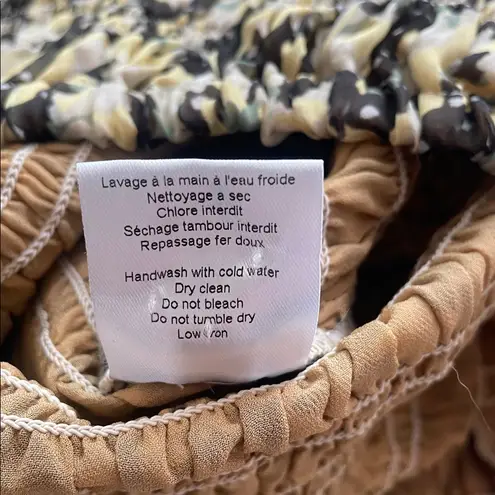 Lavage à la main à l'eau froide
Nettoyage a sec
Chlore interdit
Séchage tambour interdit
Repassage fer doux
Handwash with cold water
Dry clean
Do not bleach
Do not tumble dry
Low iron